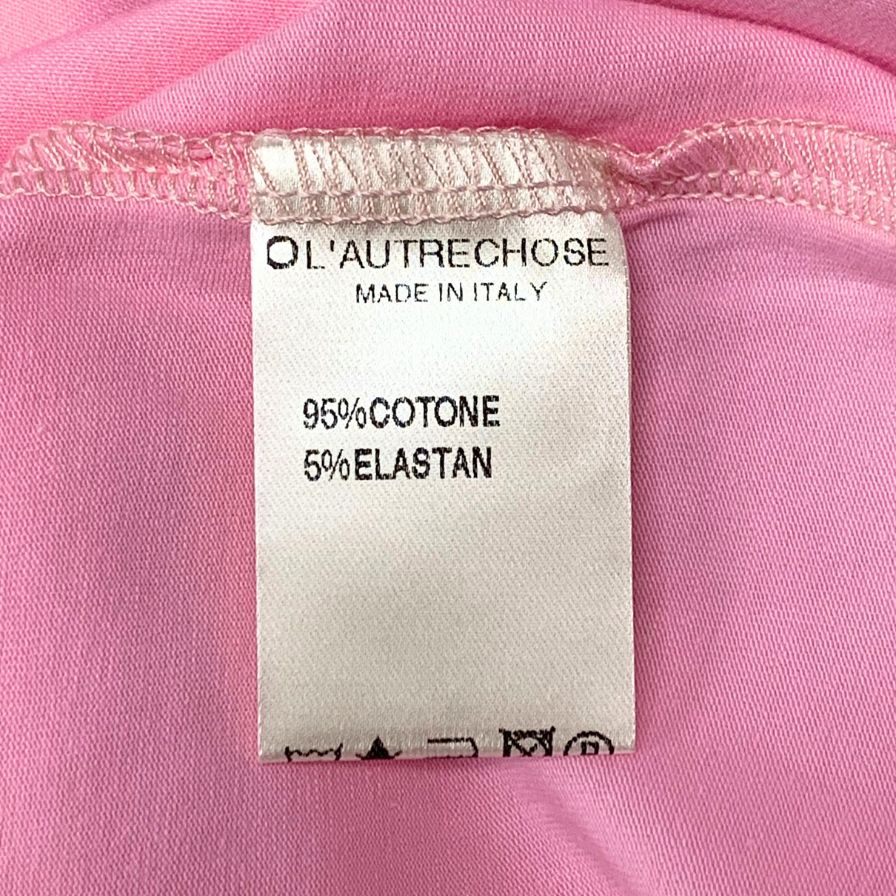 OL'AUTRECHOSE
MADE IN ITALY
95%COTONE
5%ELASTAN